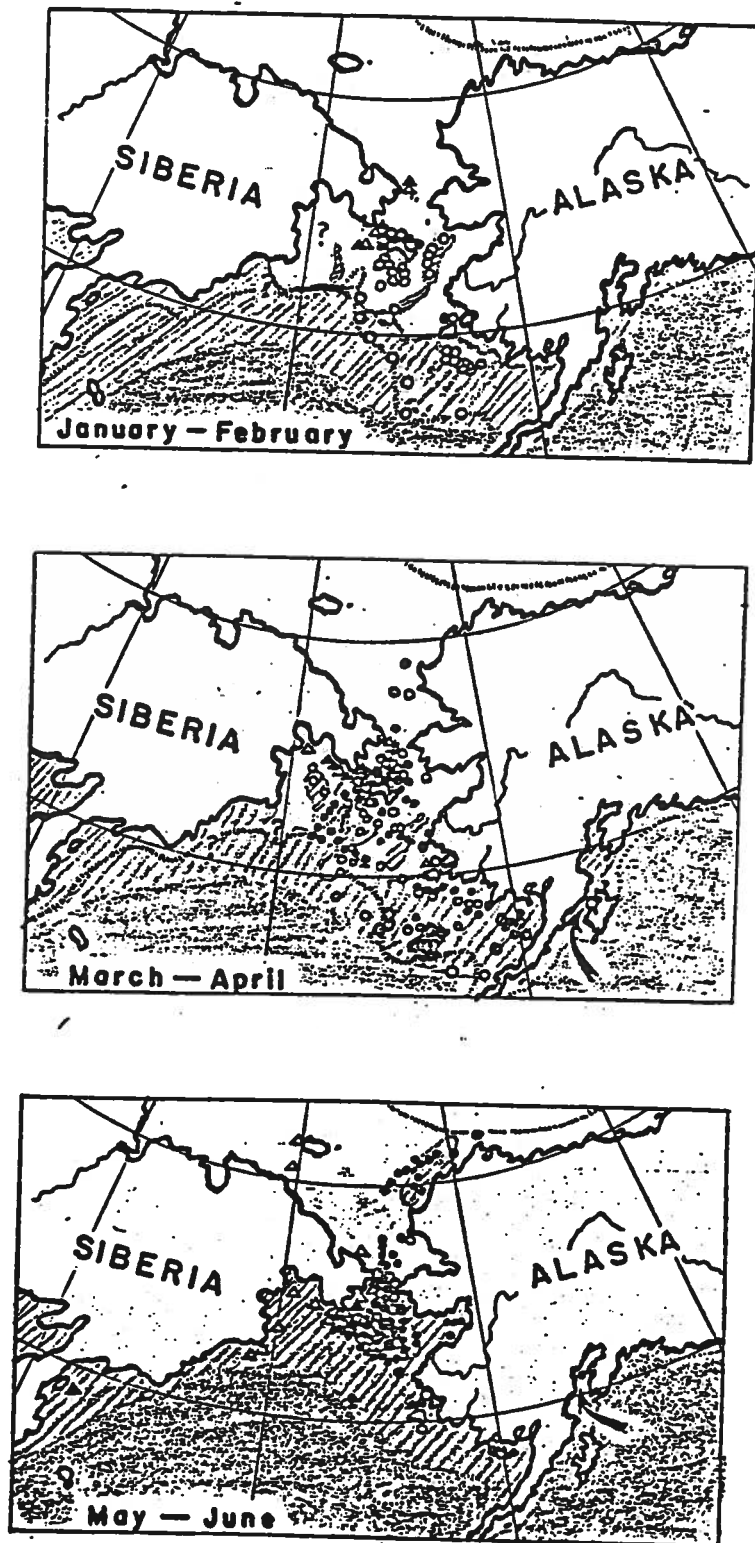 SIBERIA
ALASKA
?
January — February
SIBERIA
ALASKA
March — April
SIBERIA
ALASKA
May — June